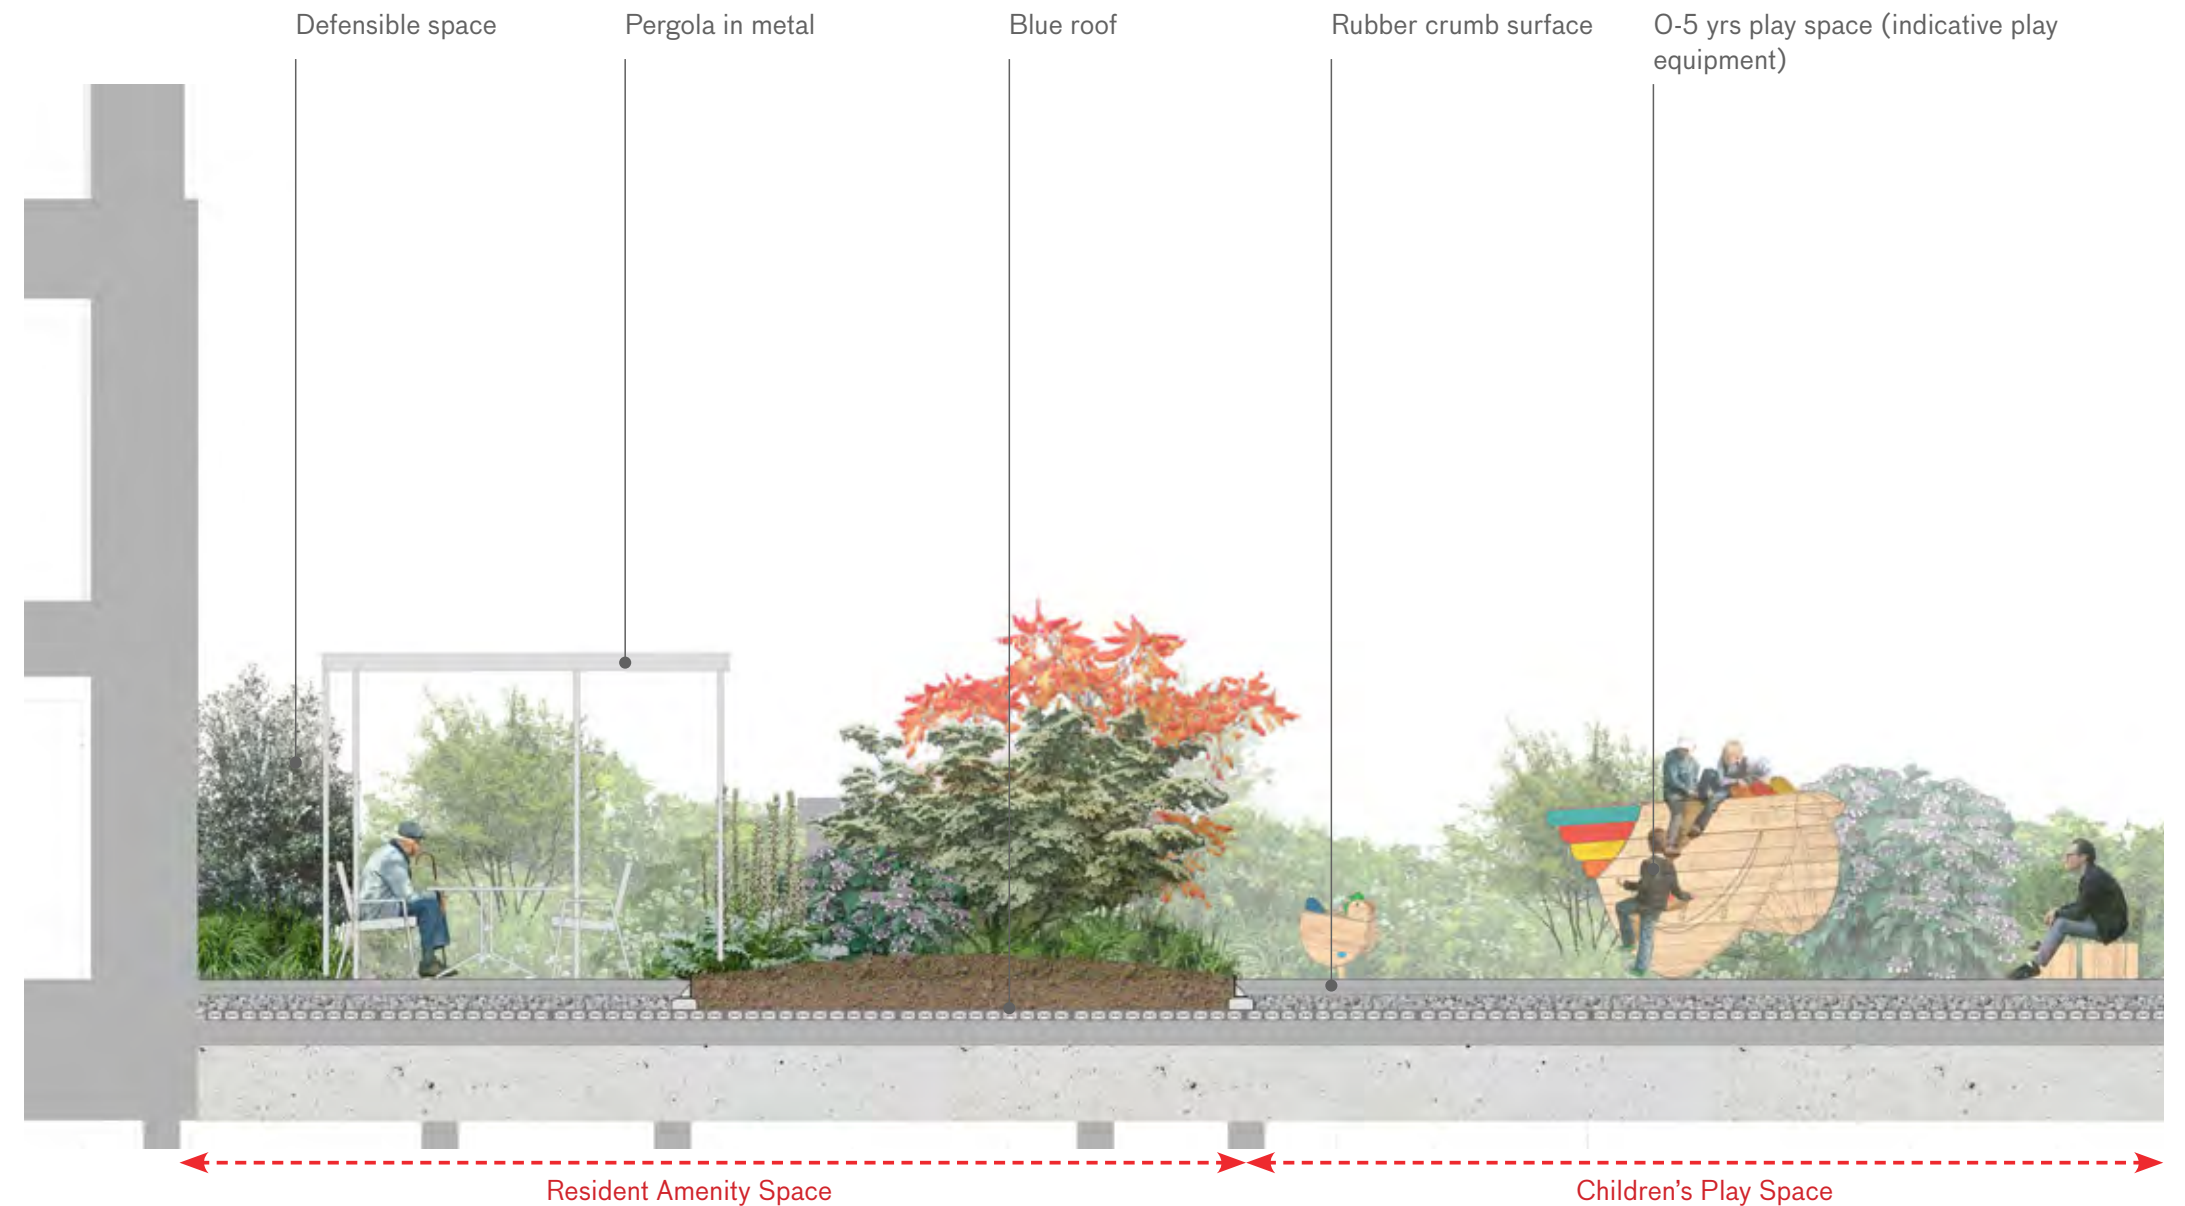 Defensible space
Pergola in metal
Blue roof
Rubber crumb surface
0-5 yrs play space (indicative play
equipment)
Resident Amenity Space
Children’s Play Space